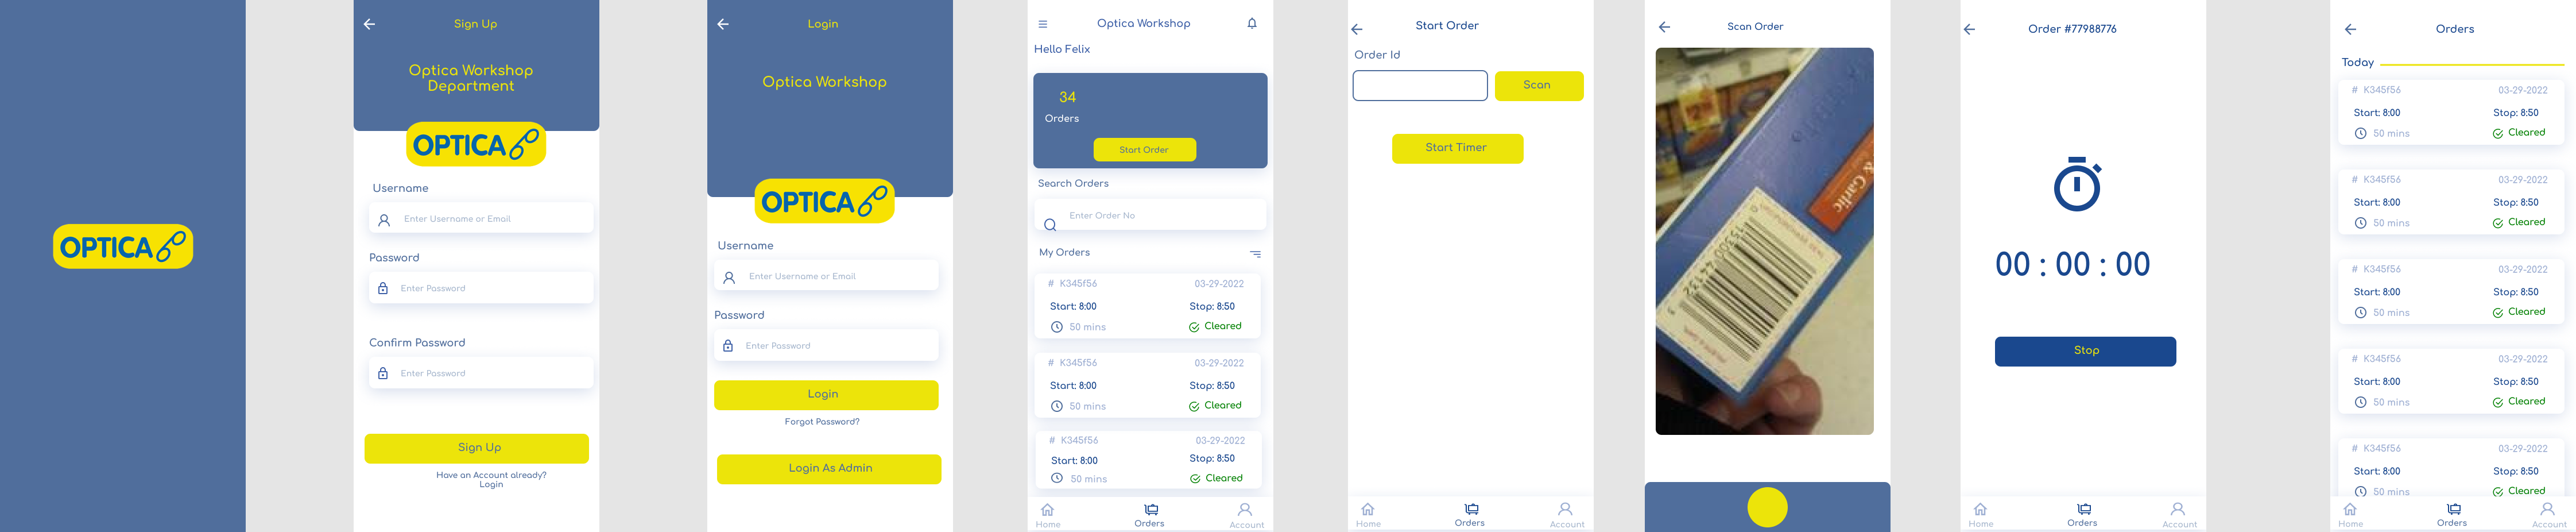 OPTICA
Sign Up
Optica Workshop
Department
OPTICA
Username
Enter Username or Email
Password
Enter Password
Confirm Password
Enter Password
Sign Up
Have an Account already?
Login
Login
Optica Workshop
OPTICA
Username
Enter Username or Email
Password
Enter Password
Login
Forgot Password?
Login As Admin
Optica Workshop
Hello Felix
34
Orders
Start Order
Search Orders
Enter Order No
My Orders
# K345f56 03-29-2022
Start: 8:00 Stop: 8:50
50 mins Cleared
# K345f56 03-29-2022
Start: 8:00 Stop: 8:50
50 mins Cleared
# K345f56 03-29-2022
Start: 8:00 Stop: 8:50
50 mins Cleared
Home Orders Account
Start Order
Order Id
Scan
Start Timer
Home Orders Account
Scan Order
& Garlic
Order #77988776
00 : 00 : 00
Stop
Home Orders Account
Orders
Today
# K345f56 03-29-2022
Start: 8:00 Stop: 8:50
50 mins Cleared
# K345f56 03-29-2022
Start: 8:00 Stop: 8:50
50 mins Cleared
# K345f56 03-29-2022
Start: 8:00 Stop: 8:50
50 mins Cleared
# K345f56 03-29-2022
Start: 8:00 Stop: 8:50
50 mins Cleared
# K345f56 03-29-2022
Start: 8:00 Stop: 8:50
50 mins Cleared
Home Orders Account